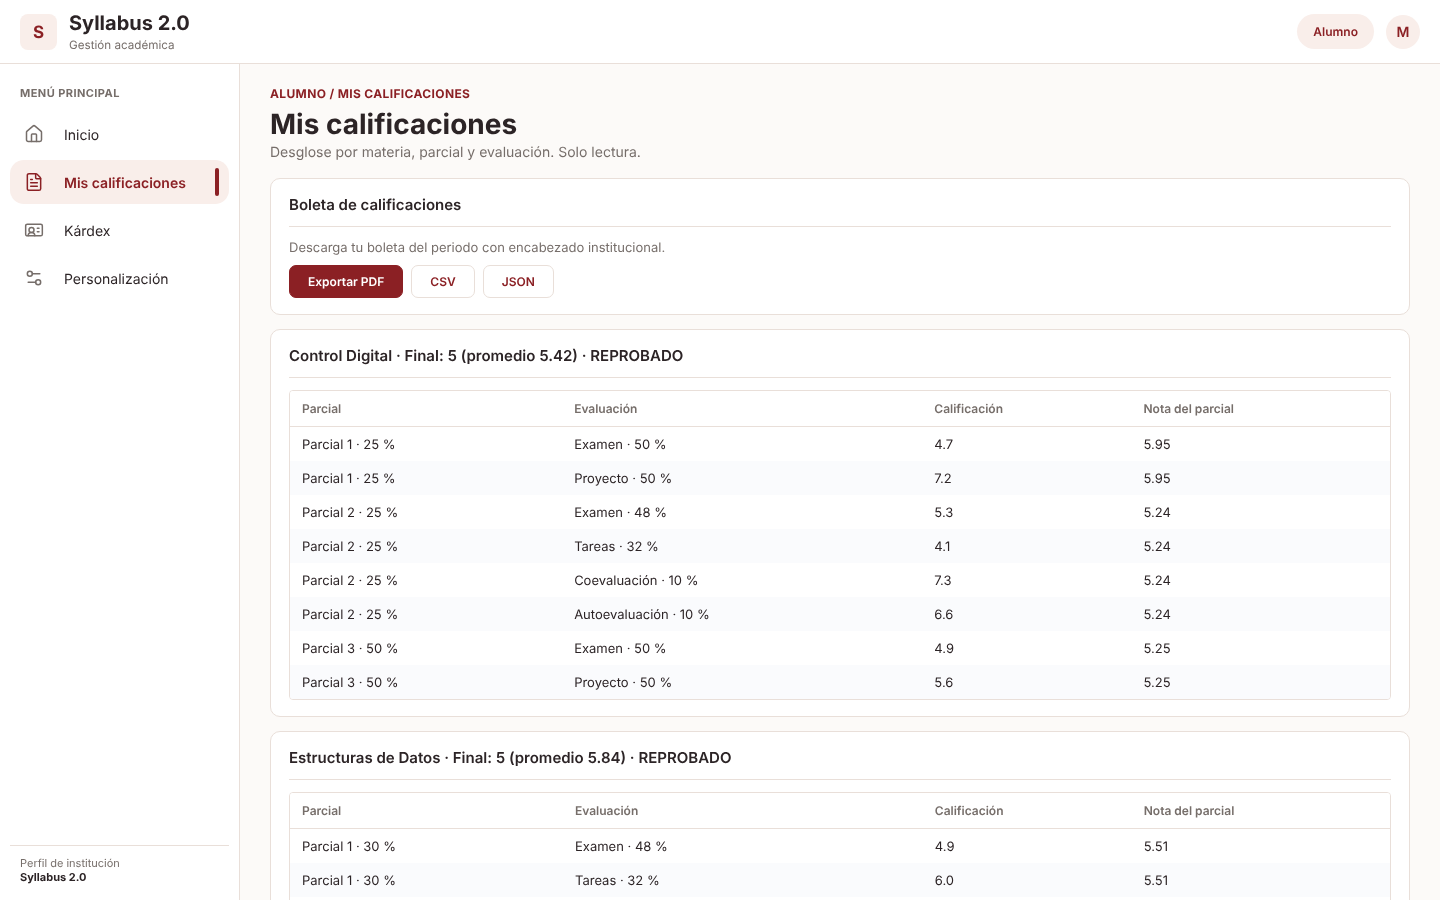 S
Syllabus 2.0
Gestión académica
Alumno
M
MENÚ PRINCIPAL
Inicio
Mis calificaciones
Kárdex
Personalización
Perfil de institución
Syllabus 2.0
ALUMNO / MIS CALIFICACIONES
Mis calificaciones
Desglose por materia, parcial y evaluación. Solo lectura.
Boleta de calificaciones
Descarga tu boleta del periodo con encabezado institucional.
Exportar PDF CSV JSON
Control Digital · Final: 5 (promedio 5.42) · REPROBADO
Parcial Evaluación Calificación Nota del parcial
Parcial 1 · 25 % Examen · 50 % 4.7 5.95
Parcial 1 · 25 % Proyecto · 50 % 7.2 5.95
Parcial 2 · 25 % Examen · 48 % 5.3 5.24
Parcial 2 · 25 % Tareas · 32 % 4.1 5.24
Parcial 2 · 25 % Coevaluación · 10 % 7.3 5.24
Parcial 2 · 25 % Autoevaluación · 10 % 6.6 5.24
Parcial 3 · 50 % Examen · 50 % 4.9 5.25
Parcial 3 · 50 % Proyecto · 50 % 5.6 5.25
Estructuras de Datos · Final: 5 (promedio 5.84) · REPROBADO
Parcial Evaluación Calificación Nota del parcial
Parcial 1 · 30 % Examen · 48 % 4.9 5.51
Parcial 1 · 30 % Tareas · 32 % 6.0 5.51